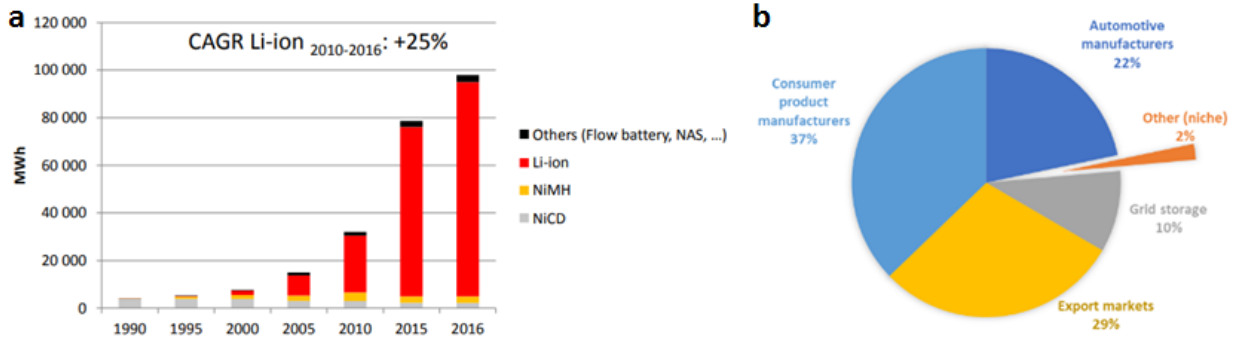 a
CAGR Li-ion 2010-2016: +25%
120 000
100 000
80 000
60 000
40 000
20 000
0
MWh
1990 1995 2000 2005 2010 2015 2016
Others (Flow battery, NAS, ...)
Li-ion
NiMH
NiCD
b
Automotive
manufacturers
22%
Other (niche)
2%
Grid storage
10%
Export markets
29%
Consumer
product
manufacturers
37%